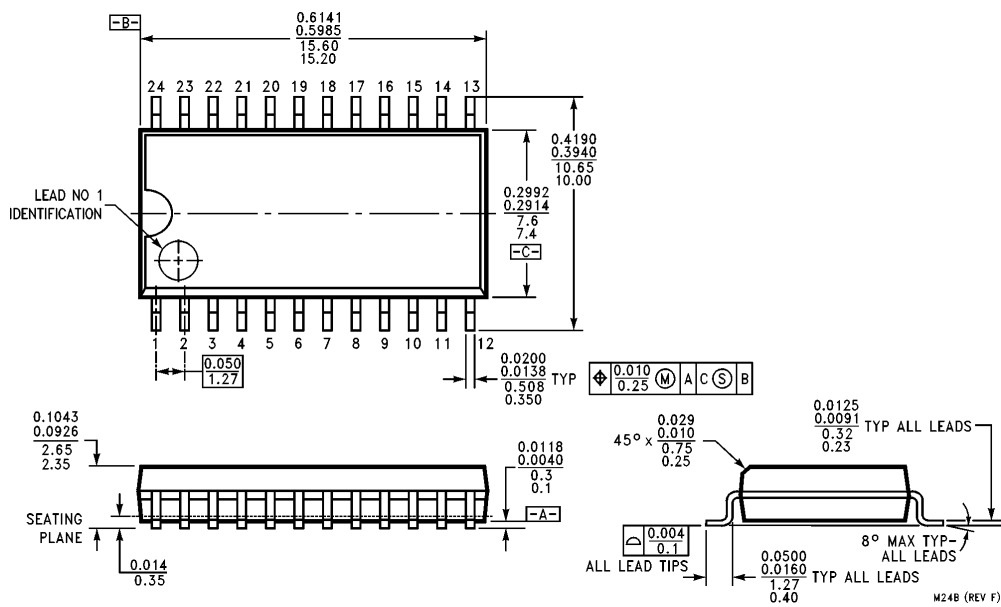 -B-
0.6141
0.5985
15.60
15.20
24 23 22 21 20 19 18 17 16 15 14 13
0.4190
0.3940
10.65
10.00
LEAD NO 1
IDENTIFICATION
0.2992
0.2914
7.6
7.4
-C-
1 2 3 4 5 6 7 8 9 10 11 12
0.050
1.27
0.0200
0.0138 TYP
0.508
0.350
⌖ 0.010 Ⓜ A C Ⓢ B
0.25
0.1043
0.0926
2.65
2.35
0.0118
0.0040
0.3
0.1
-A-
SEATING
PLANE
0.014
0.35
45° x 0.029
0.010
0.75
0.25
0.0125
0.0091 TYP ALL LEADS
0.32
0.23
⌓ 0.004
0.1
ALL LEAD TIPS
8° MAX TYP-
ALL LEADS
0.0500
0.0160 TYP ALL LEADS
1.27
0.40
M24B (REV F)